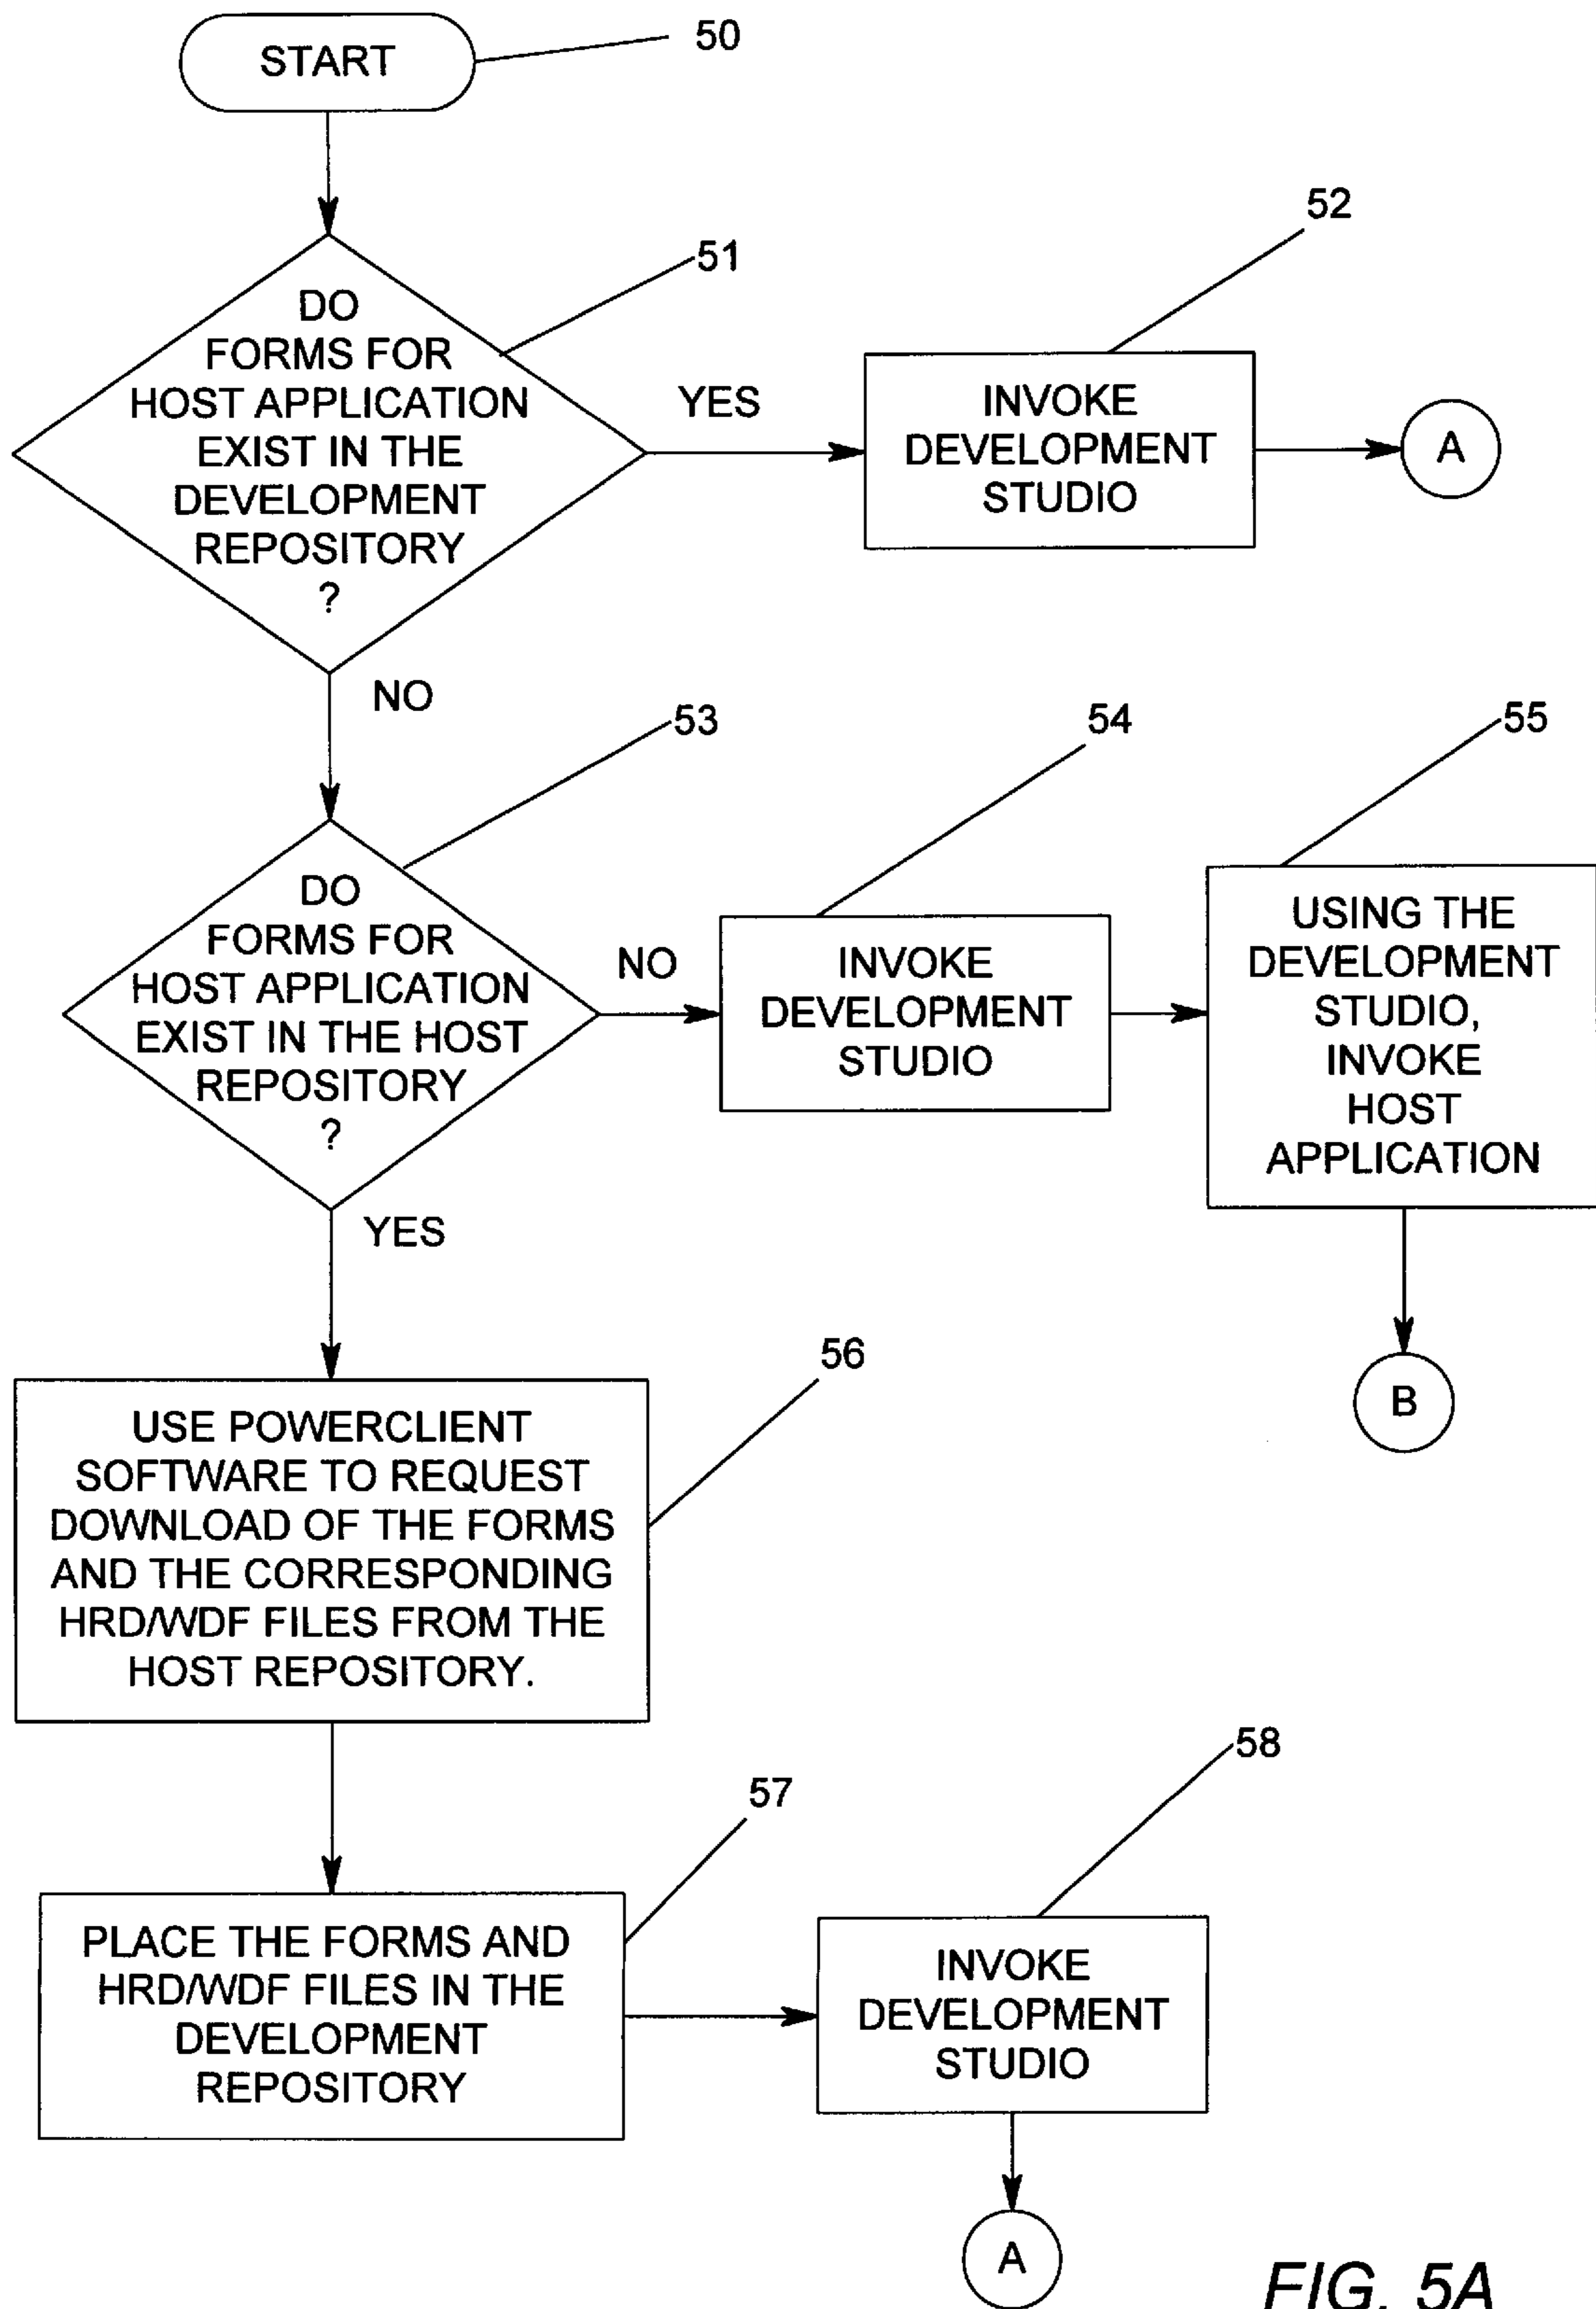 START
50
51
DO
FORMS FOR
HOST APPLICATION
EXIST IN THE
DEVELOPMENT
REPOSITORY
?
YES
52
INVOKE
DEVELOPMENT
STUDIO
A
NO
53
DO
FORMS FOR
HOST APPLICATION
EXIST IN THE HOST
REPOSITORY
?
NO
54
INVOKE
DEVELOPMENT
STUDIO
55
USING THE
DEVELOPMENT
STUDIO,
INVOKE
HOST
APPLICATION
B
YES
56
USE POWERCLIENT
SOFTWARE TO REQUEST
DOWNLOAD OF THE FORMS
AND THE CORRESPONDING
HRD/WDF FILES FROM THE
HOST REPOSITORY.
57
PLACE THE FORMS AND
HRD/WDF FILES IN THE
DEVELOPMENT
REPOSITORY
58
INVOKE
DEVELOPMENT
STUDIO
A
FIG. 5A